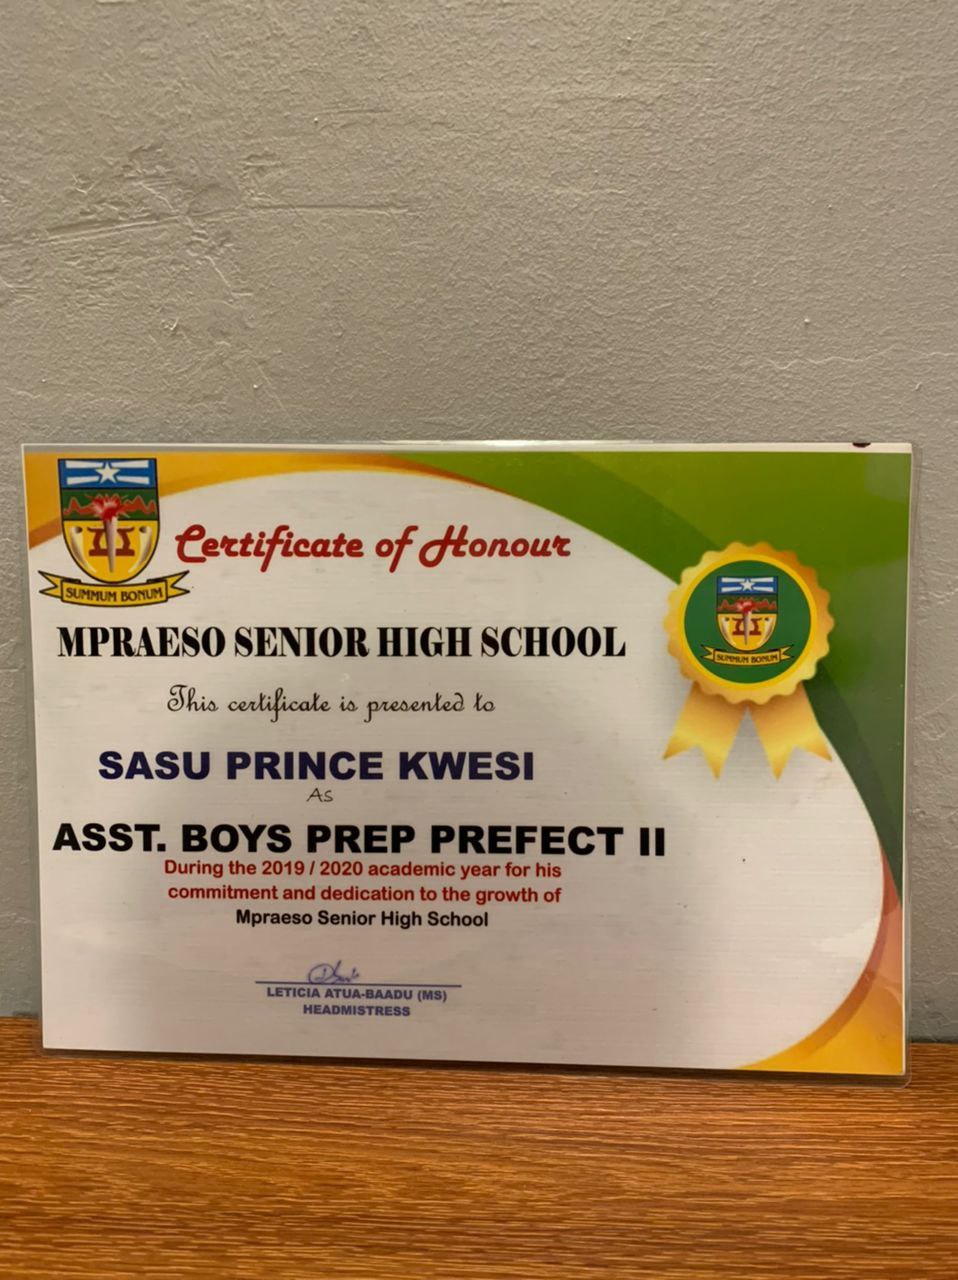 SUMMUM BONUM
Certificate of Honour
MPRAESO SENIOR HIGH SCHOOL
This certificate is presented to
SASU PRINCE KWESI
As
ASST. BOYS PREP PREFECT II
During the 2019 / 2020 academic year for his
commitment and dedication to the growth of
Mpraeso Senior High School
LETICIA ATUA-BAADU (MS)
HEADMISTRESS
SUMMUM BONUM